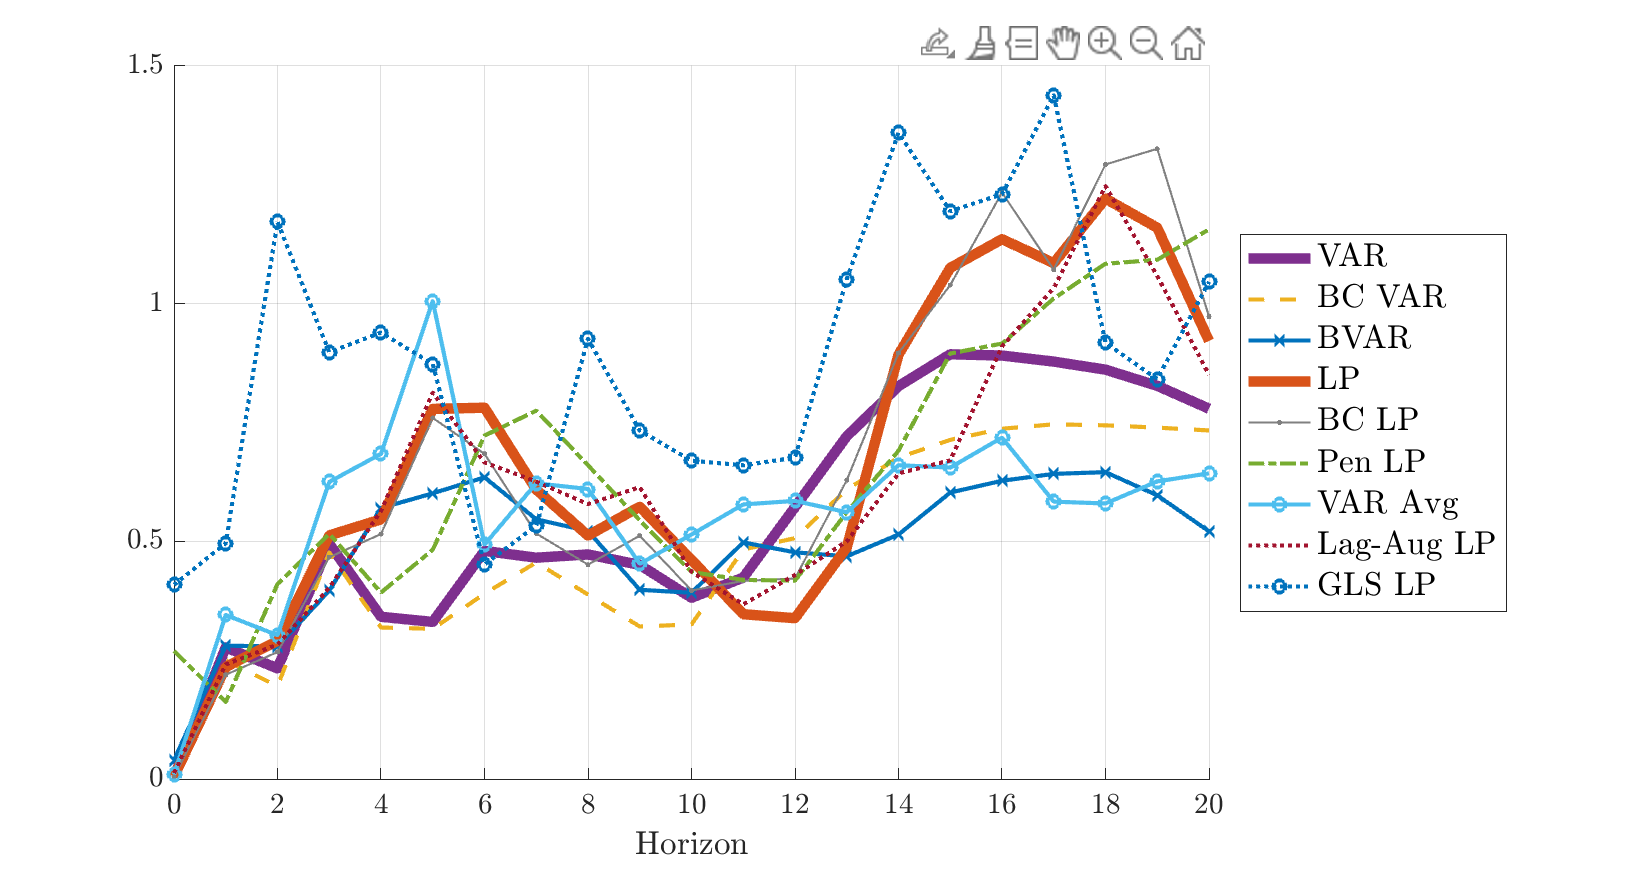 1.5
1
0.5
0
0 2 4 6 8 10 12 14 16 18 20
Horizon
VAR
BC VAR
BVAR
LP
BC LP
Pen LP
VAR Avg
Lag-Aug LP
GLS LP